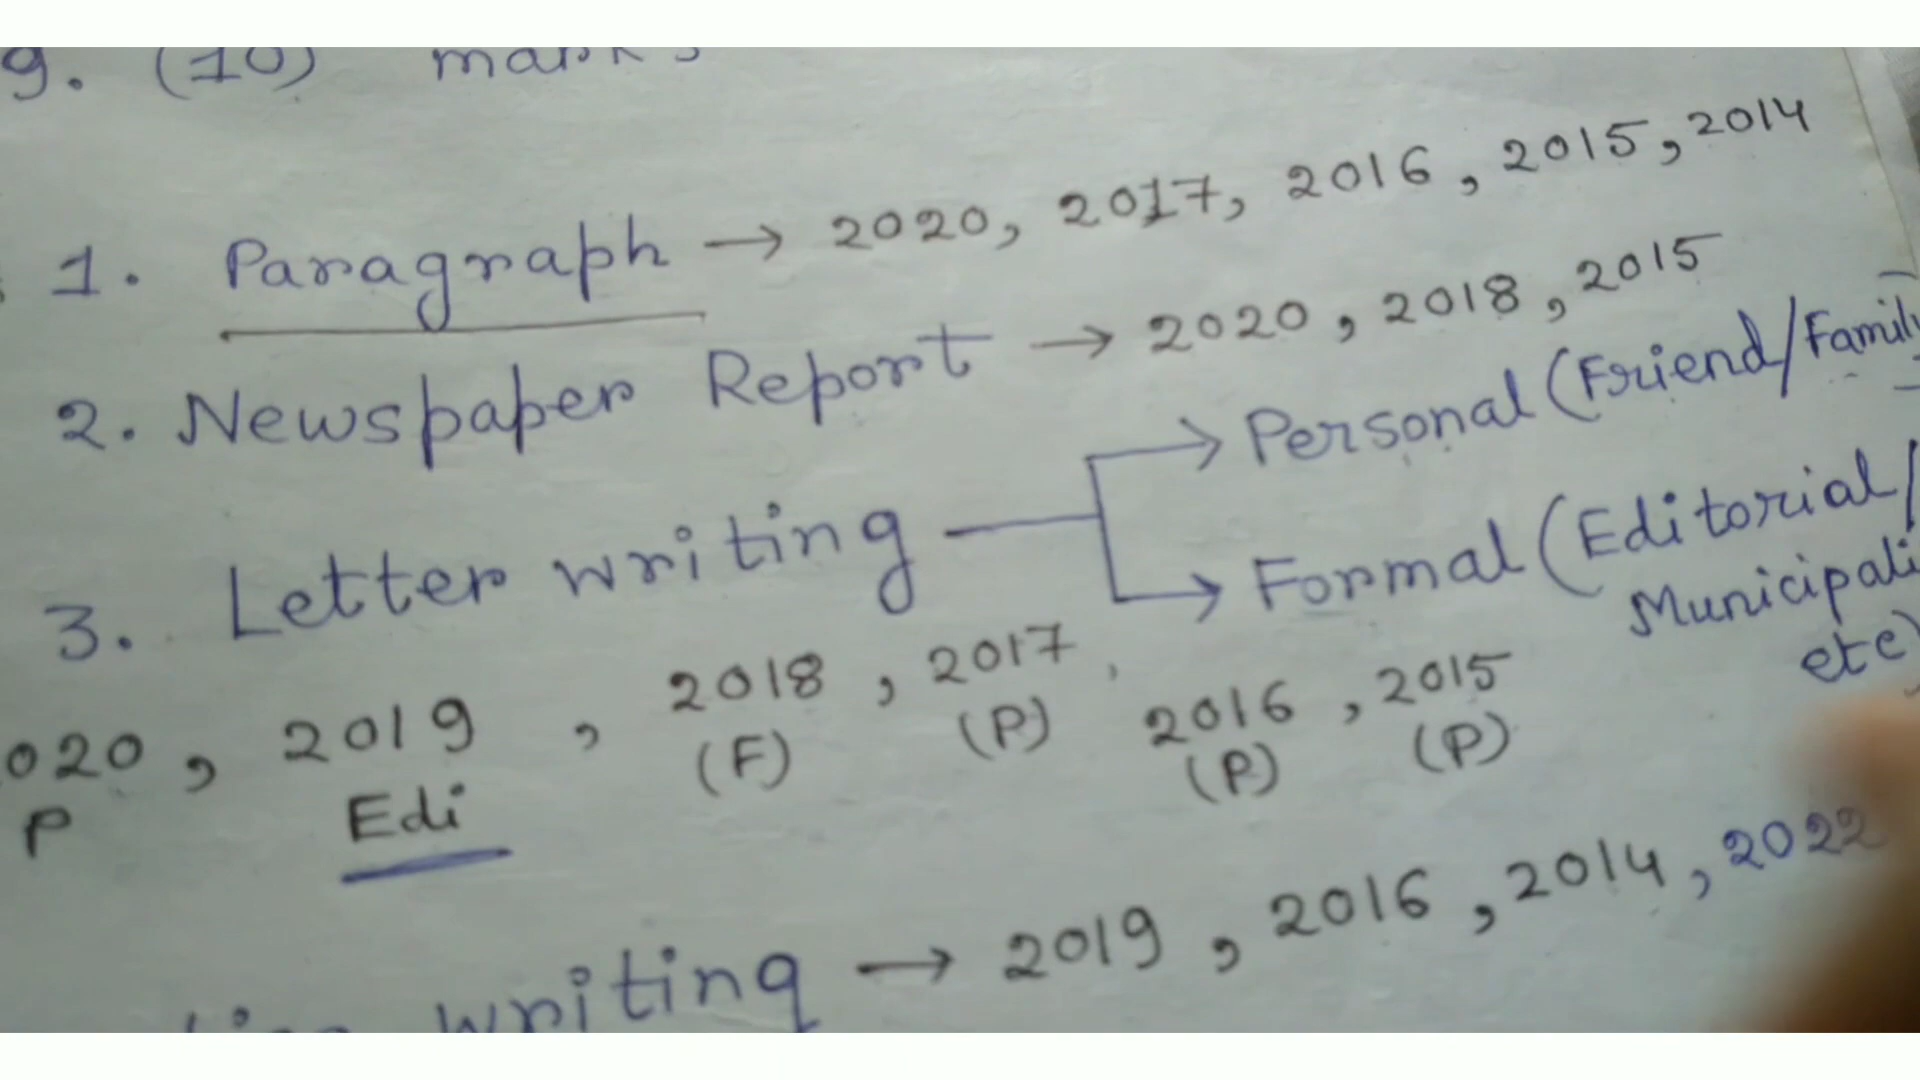 9. (10) marks
1. Paragraph → 2020, 2017, 2016, 2015, 2014
2. Newspaper Report → 2020, 2018, 2015
3. Letter writing → Personal (Friend/Family
→ Formal (Editorial/
Municipali
etc)
020, 2019, 2018, 2017, 2016, 2015
P Edi (F) (P) (P) (P)
writing → 2019, 2016, 2014, 2022